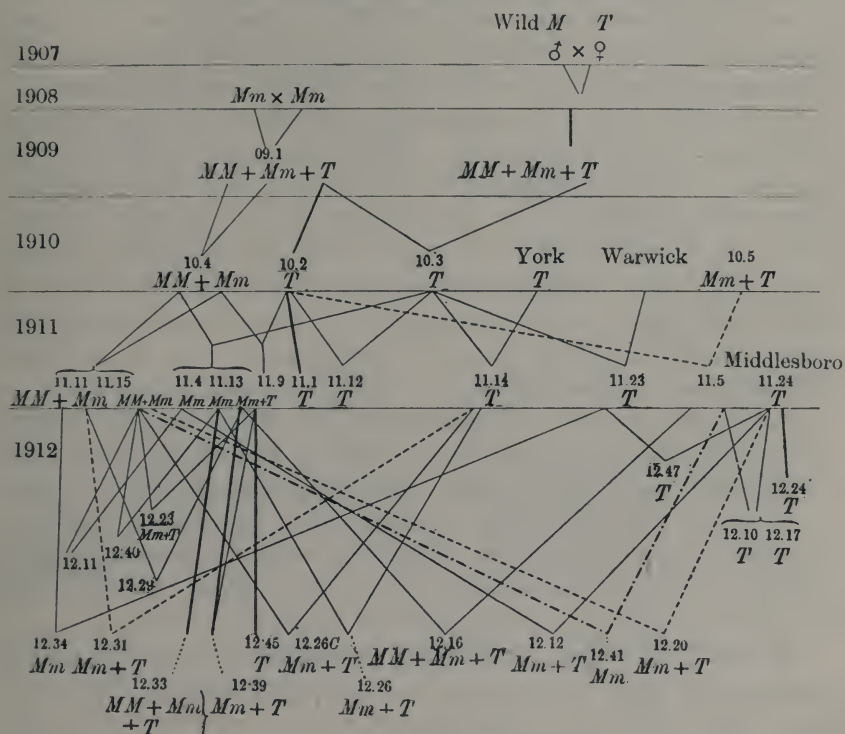 Wild M T
1907 ♂ × ♀
1908 Mm × Mm
1909 09.1
MM + Mm + T MM + Mm + T
1910
10.4 10.2 10.3 York Warwick 10.5
MM + Mm T T T Mm + T
1911
Middlesboro
11.11 11.15 11.4 11.13 11.9 11.1 11.12 11.14 11.23 11.5 11.24
MM + Mm MM+Mm Mm Mm Mm+T T T T T T
1912
12.47
T
12.24
T
12.23
Mm+T
12.40
12.11
12.29
12.10 12.17
T T
12.34 12.31 12.45 12.26C 12.16 12.12 12.41 12.20
Mm Mm + T T Mm + T MM + Mm + T Mm + T Mm Mm + T
12.33 12.39 12.26
MM + Mm } Mm + T Mm + T
+ T